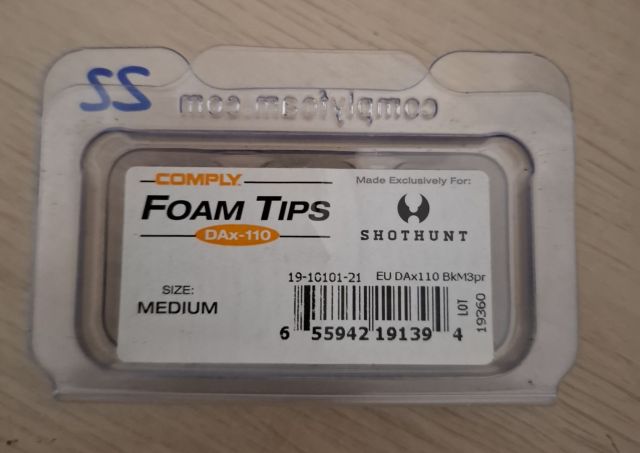 22
complyfoam.com
COMPLY™
FOAM TIPS
DAx-110
Made Exclusively For:
SHOTHUNT
SIZE:
MEDIUM
19-10101-21 EU DAx110 BkM3pr
6 55942 19139 4
LOT
19360